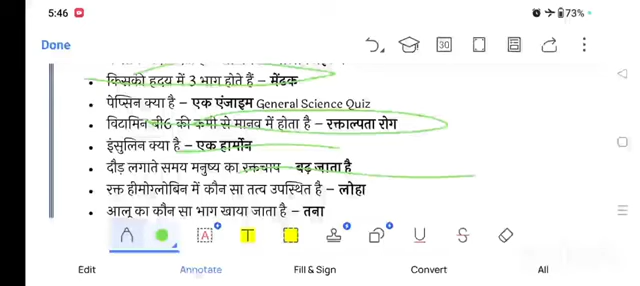 5:46
73%
Done
30
• किसकी हृदय में 3 भाग होते हैं – मेंढक
• पेप्सिन क्या है – एक एंजाइम General Science Quiz
• विटामिन बी6 की कमी से मानव में होता है – रक्ताल्पता रोग
• इंसुलिन क्या है – एक हार्मोन
• दौड़ लगाते समय मनुष्य का रक्तचाप – बढ़ जाता है
• रक्त हीमोग्लोबिन में कौन सा तत्व उपस्थित है – लोहा
• आलू का कौन सा भाग खाया जाता है – तना
A T
U S
Edit Annotate Fill & Sign Convert All